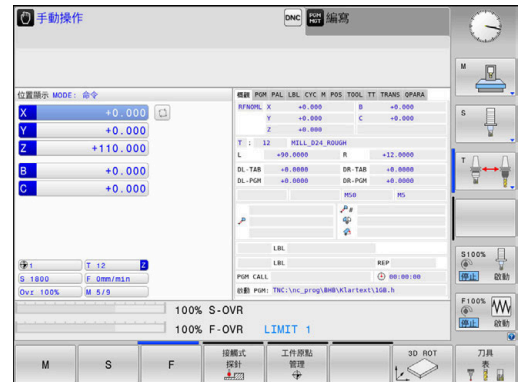 手動操作
DNC
PGM MGT
編寫
位置顯示 MODE: 命令
X +0.000
Y +0.000
Z +110.000
B +0.000
C +0.000
1 T 12 Z
S 1800 F 0mm/min
Ovr 100% M 5/9
概觀 PGM PAL LBL CYC M POS TOOL TT TRANS QPARA
RFNOML X +0.000 B +0.000
Y +0.000 C +0.000
Z +0.000
T : 12 MILL_D24_ROUGH
L +90.0000 R +12.0000
DL-TAB +0.0000 DR-TAB +0.0000
DL-PGM +0.0000 DR-PGM +0.0000
M50 M5
P #
P
LBL
LBL REP
PGM CALL 00:00:00
啟動 PGM: TNC:\nc_prog\BHB\Klartext\1GB.h
100% S-OVR
100% F-OVR LIMIT 1
M
S
T
S100%
停止 啟動
F100%
停止 啟動
M
S
F
接觸式
探針
工件原點
管理
3D ROT
刀具
表